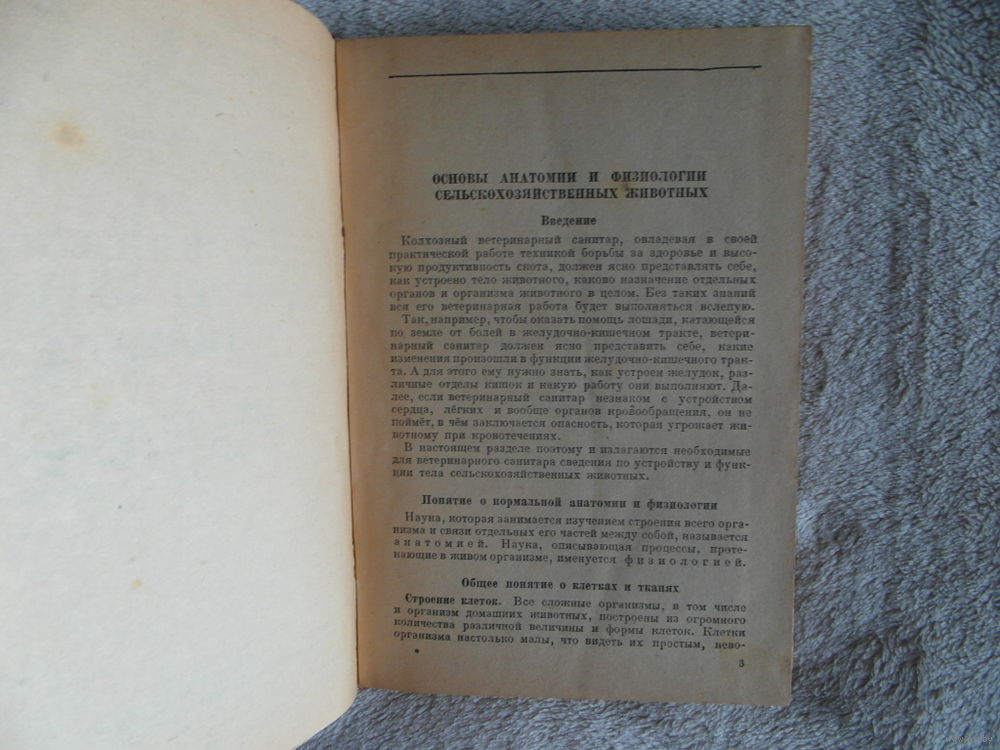 ОСНОВЫ АНАТОМИИ И ФИЗИОЛОГИИ
СЕЛЬСКОХОЗЯЙСТВЕННЫХ ЖИВОТНЫХ
Введение
Колхозный ветеринарный санитар, овладевая в своей
практической работе техникой борьбы за здоровье и высо-
кую продуктивность скота, должен ясно представлять себе,
как устроено тело животного, каково назначение отдельных
органов и организма животного в целом. Без таких знаний
вся его ветеринарная работа будет выполняться вслепую.
Так, например, чтобы оказать помощь лошади, катающейся
по земле от болей в желудочно-кишечном тракте, ветери-
нарный санитар должен ясно представить себе, какие
изменения произошли в функции желудочно-кишечного трак-
та. А для этого ему нужно знать, как устроен желудок, раз-
личные отделы кишок и какую работу они выполняют. Да-
лее, если ветеринарный санитар незнаком с устройством
сердца, лёгких и вообще органов кровообращения, он не
поймёт, в чём заключается опасность, которая угрожает жи-
вотному при кровотечениях.
В настоящем разделе поэтому и излагаются необходимые
для ветеринарного санитара сведения по устройству и функ-
ции тела сельскохозяйственных животных.
Понятие о нормальной анатомии и физиологии
Наука, которая занимается изучением строения всего орга-
низма и связи отдельных его частей между собой, называется
анатомией. Наука, описывающая процессы, проте-
кающие в живом организме, именуется физиологией.
Общее понятие о клетках и тканях
Строение клеток. Все сложные организмы, в том числе
и организм домашних животных, построены из огромного
количества различной величины и формы клеток. Клетки
организма настолько малы, что видеть их простым, нево-
3